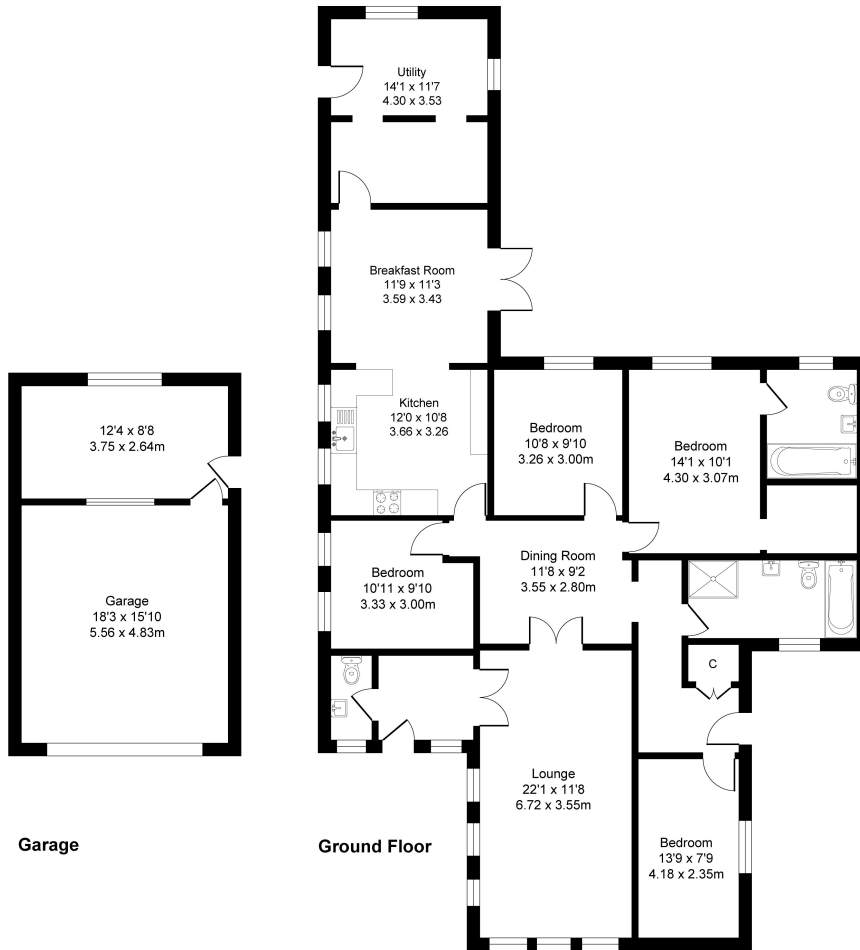 Utility
14'1 x 11'7
4.30 x 3.53
Breakfast Room
11'9 x 11'3
3.59 x 3.43
Kitchen
12'0 x 10'8
3.66 x 3.26
Bedroom
10'8 x 9'10
3.26 x 3.00m
Bedroom
14'1 x 10'1
4.30 x 3.07m
12'4 x 8'8
3.75 x 2.64m
Dining Room
11'8 x 9'2
3.55 x 2.80m
Bedroom
10'11 x 9'10
3.33 x 3.00m
Garage
18'3 x 15'10
5.56 x 4.83m
C
Lounge
22'1 x 11'8
6.72 x 3.55m
Bedroom
13'9 x 7'9
4.18 x 2.35m
Garage
Ground Floor